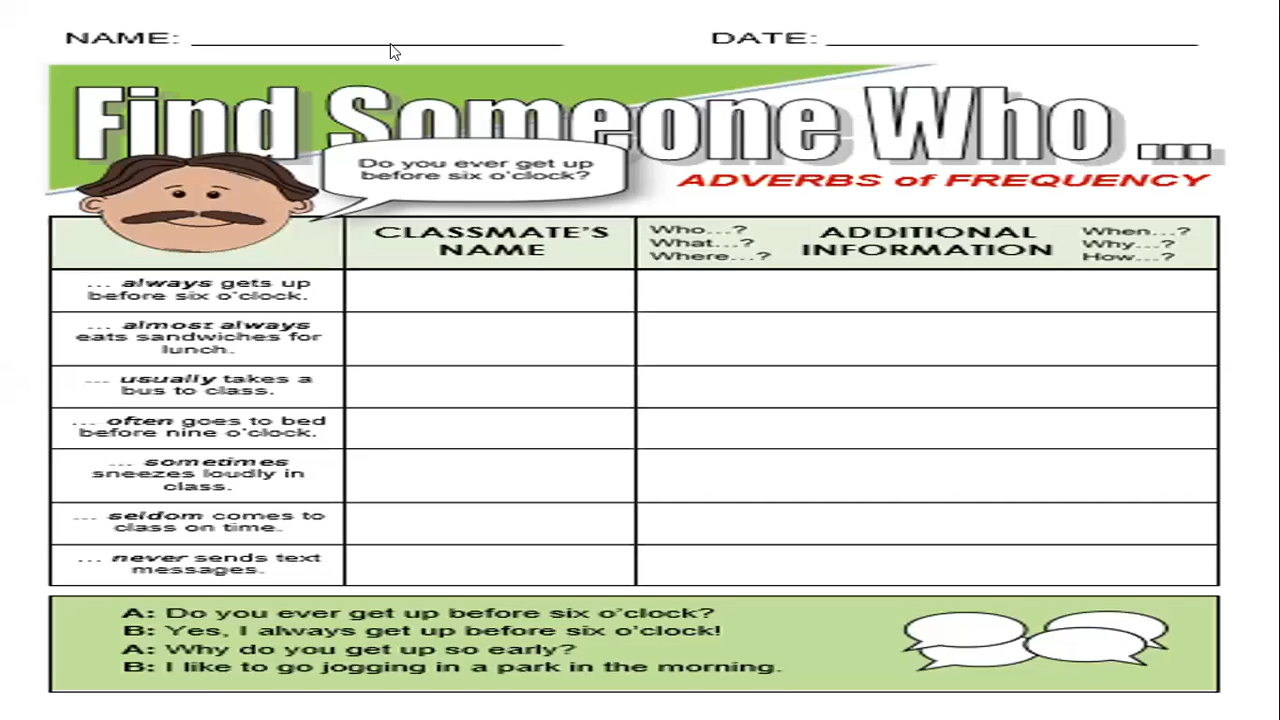 NAME: ____________________ DATE: ____________________
Find Someone Who ...
Do you ever get up
before six o'clock?
ADVERBS of FREQUENCY
CLASSMATE'S
NAME
Who...?
What...?
Where...?
ADDITIONAL
INFORMATION
When...?
Why...?
How...?
... always gets up
before six o'clock.
... almost always
eats sandwiches for
lunch.
... usually takes a
bus to class.
... often goes to bed
before nine o'clock.
... sometimes
sneezes loudly in
class.
... seldom comes to
class on time.
... never sends text
messages.
A: Do you ever get up before six o'clock?
B: Yes, I always get up before six o'clock!
A: Why do you get up so early?
B: I like to go jogging in a park in the morning.